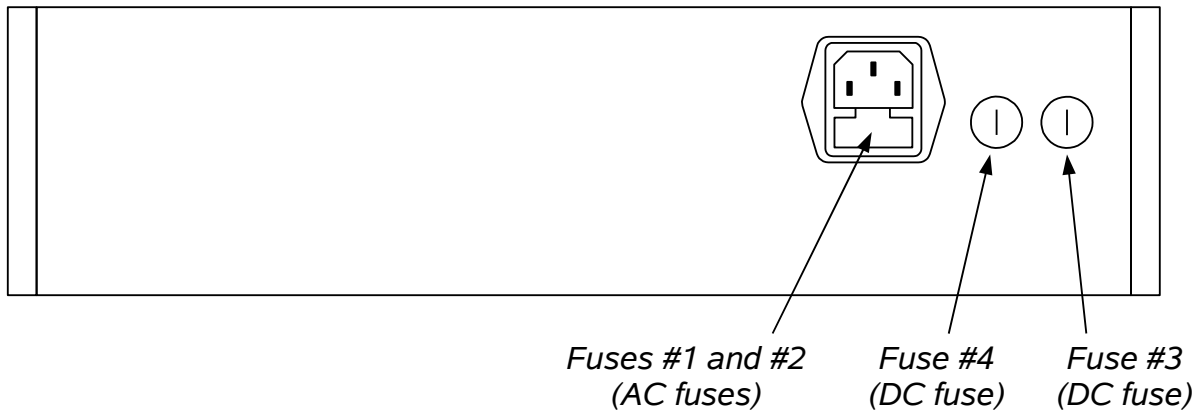 Fuses #1 and #2
(AC fuses)
Fuse #4
(DC fuse)
Fuse #3
(DC fuse)